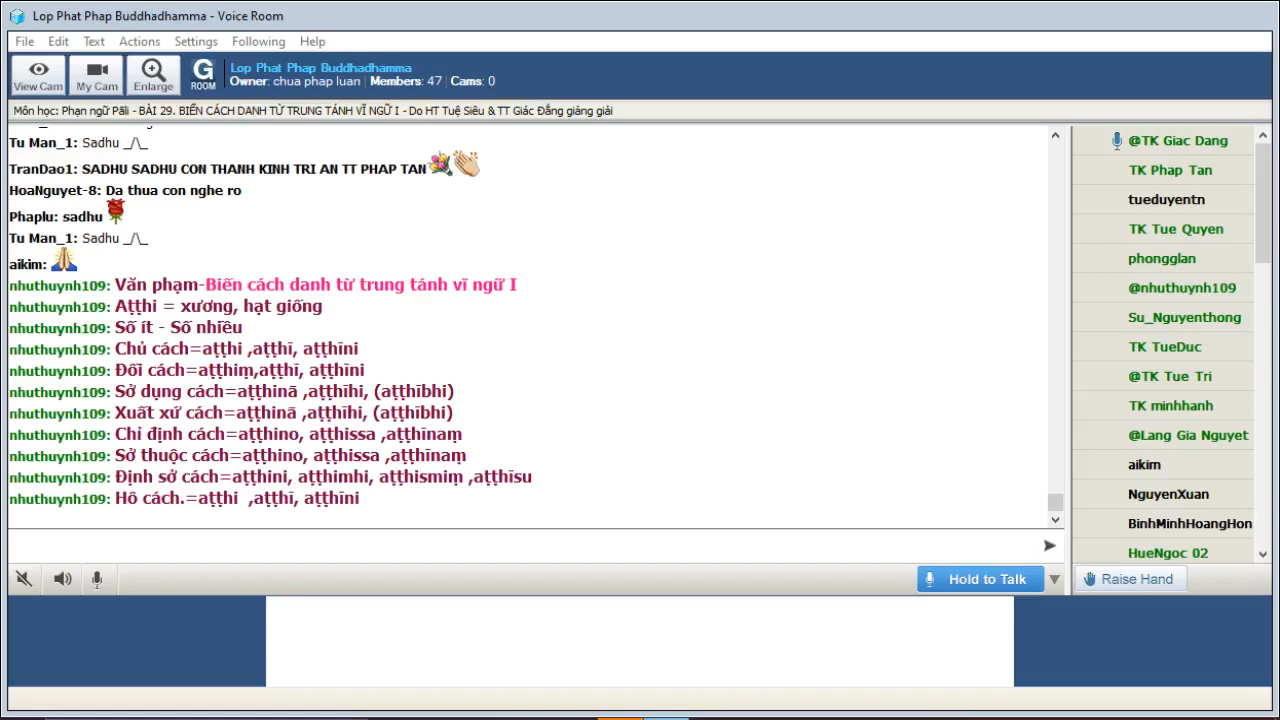 Lop Phat Phap Buddhadhamma - Voice Room
File Edit Text Actions Settings Following Help
View Cam My Cam Enlarge G ROOM
Lop Phat Phap Buddhadhamma
Owner: chua phap luan | Members: 47 | Cams: 0
Môn học: Phạn ngữ Pāli - BÀI 29. BIẾN CÁCH DANH TỪ TRUNG TÁNH VĨ NGỮ I - Do HT Tuệ Siêu & TT Giác Đẳng giảng giải
Tu Man_1: Sadhu _/\_
TranDao1: SADHU SADHU CON THANH KINH TRI AN TT PHAP TAN
HoaNguyet-8: Da thua con nghe ro
Phaplu: sadhu
Tu Man_1: Sadhu _/\_
aikim:
nhuthuynh109: Văn phạm-Biến cách danh từ trung tánh vĩ ngữ I
nhuthuynh109: Aṭṭhi = xương, hạt giống
nhuthuynh109: Số ít - Số nhiều
nhuthuynh109: Chủ cách=aṭṭhi ,aṭṭhī, aṭṭhīni
nhuthuynh109: Đối cách=aṭṭhiṃ,aṭṭhī, aṭṭhīni
nhuthuynh109: Sở dụng cách=aṭṭhinā ,aṭṭhīhi, (aṭṭhībhi)
nhuthuynh109: Xuất xứ cách=aṭṭhinā ,aṭṭhīhi, (aṭṭhībhi)
nhuthuynh109: Chỉ định cách=aṭṭhino, aṭṭhissa ,aṭṭhīnaṃ
nhuthuynh109: Sở thuộc cách=aṭṭhino, aṭṭhissa ,aṭṭhīnaṃ
nhuthuynh109: Định sở cách=aṭṭhini, aṭṭhimhi, aṭṭhismiṃ ,aṭṭhīsu
nhuthuynh109: Hô cách.=aṭṭhi ,aṭṭhī, aṭṭhīni
@TK Giac Dang
TK Phap Tan
tueduyentn
TK Tue Quyen
phongglan
@nhuthuynh109
Su_Nguyenthong
TK TueDuc
@TK Tue Tri
TK minhhanh
@Lang Gia Nguyet
aikim
NguyenXuan
BinhMinhHoangHon
HueNgoc 02
Hold to Talk
Raise Hand